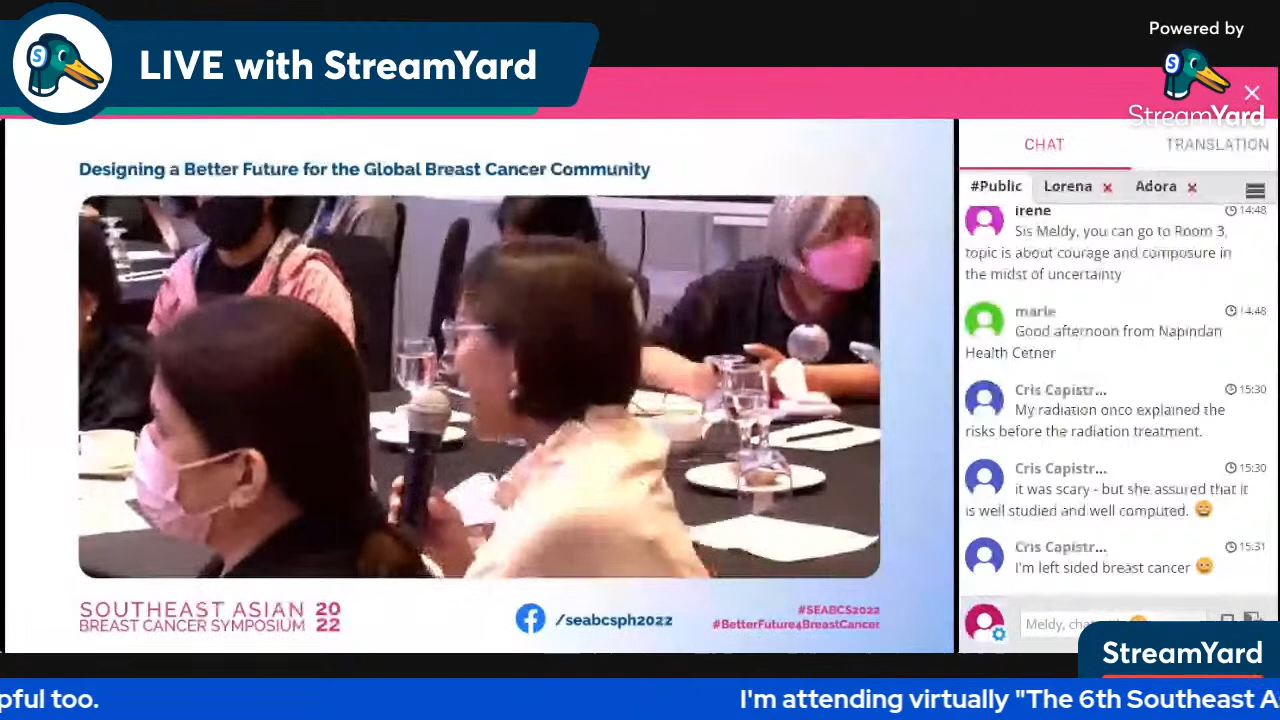 LIVE with StreamYard
Powered by
StreamYard
Designing a Better Future for the Global Breast Cancer Community
SOUTHEAST ASIAN 20
BREAST CANCER SYMPOSIUM 22
/seabcsph2022
#SEABCS2022
#BetterFuture4BreastCancer
CHAT
TRANSLATION
#Public
Lorena
Adora
irene
14:48
Sis Meldy, you can go to Room 3,
topic is about courage and composure in
the midst of uncertainty
marie
14:48
Good afternoon from Napindan
Health Cetner
Cris Capistr...
15:30
My radiation onco explained the
risks before the radiation treatment.
Cris Capistr...
15:30
it was scary - but she assured that it
is well studied and well computed.
Cris Capistr...
15:31
I'm left sided breast cancer
Meldy,
StreamYard
pful too.
I'm attending virtually "The 6th Southeast A